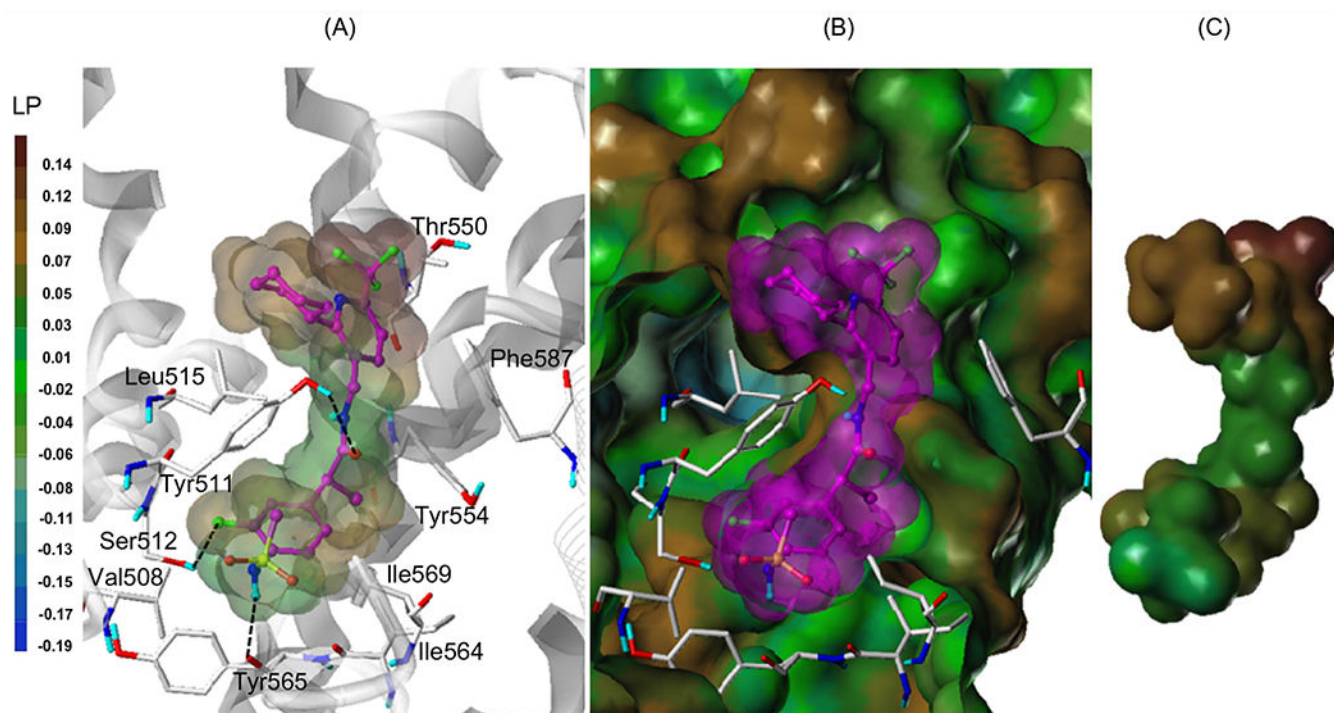 (A)
(B)
(C)
LP
0.14
0.12
0.09
0.07
0.05
0.03
0.01
-0.02
-0.04
-0.06
-0.08
-0.11
-0.13
-0.15
-0.17
-0.19
Thr550
Phe587
Leu515
Tyr511
Tyr554
Ser512
Val508
Ile569
Ile564
Tyr565